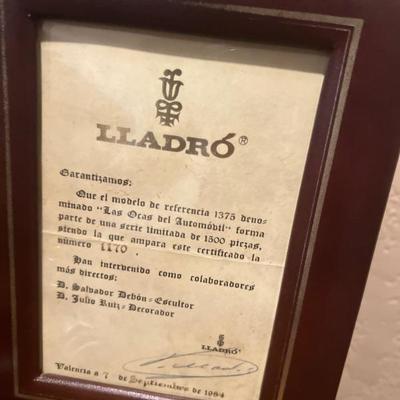 LLADRÓ®
Garantizamos:
Que el modelo de referencia 1375 deno-
minado "Las Ocas del Automóbil" forma
parte de una serie limitada de 1500 piezas,
siendo la que ampara este certificado la
número 1170.
Han intervenido como colaboradores
más directos:
D. Salvador Debón=Escultor
D. Julio Ruiz=Decorador
LLADRÓ
Valencia a 7 de Septiembre de 1984